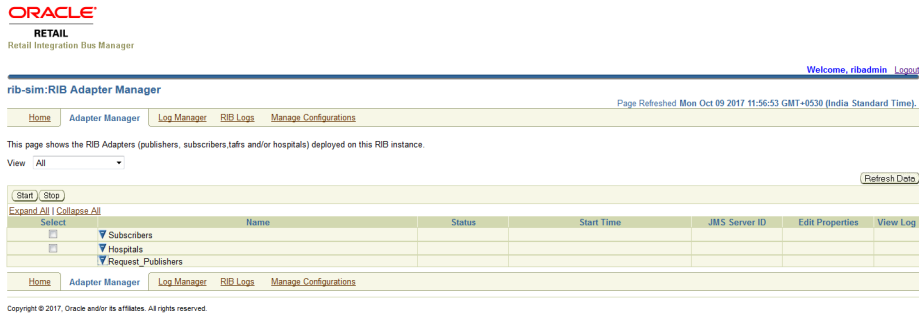 ORACLE
RETAIL
Retail Integration Bus Manager
Welcome, ribadmin Logout
rib-sim:RIB Adapter Manager
Page Refreshed Mon Oct 09 2017 11:56:53 GMT+0530 (India Standard Time).
Home Adapter Manager Log Manager RIB Logs Manage Configurations
This page shows the RIB Adapters (publishers, subscribers,tafrs and/or hospitals) deployed on this RIB instance.
View All
Refresh Data
Start Stop
Expand All | Collapse All
Select Name Status Start Time JMS Server ID Edit Properties View Log
Subscribers
Hospitals
Request_Publishers
Home Adapter Manager Log Manager RIB Logs Manage Configurations
Copyright © 2017, Oracle and/or its affiliates. All rights reserved.